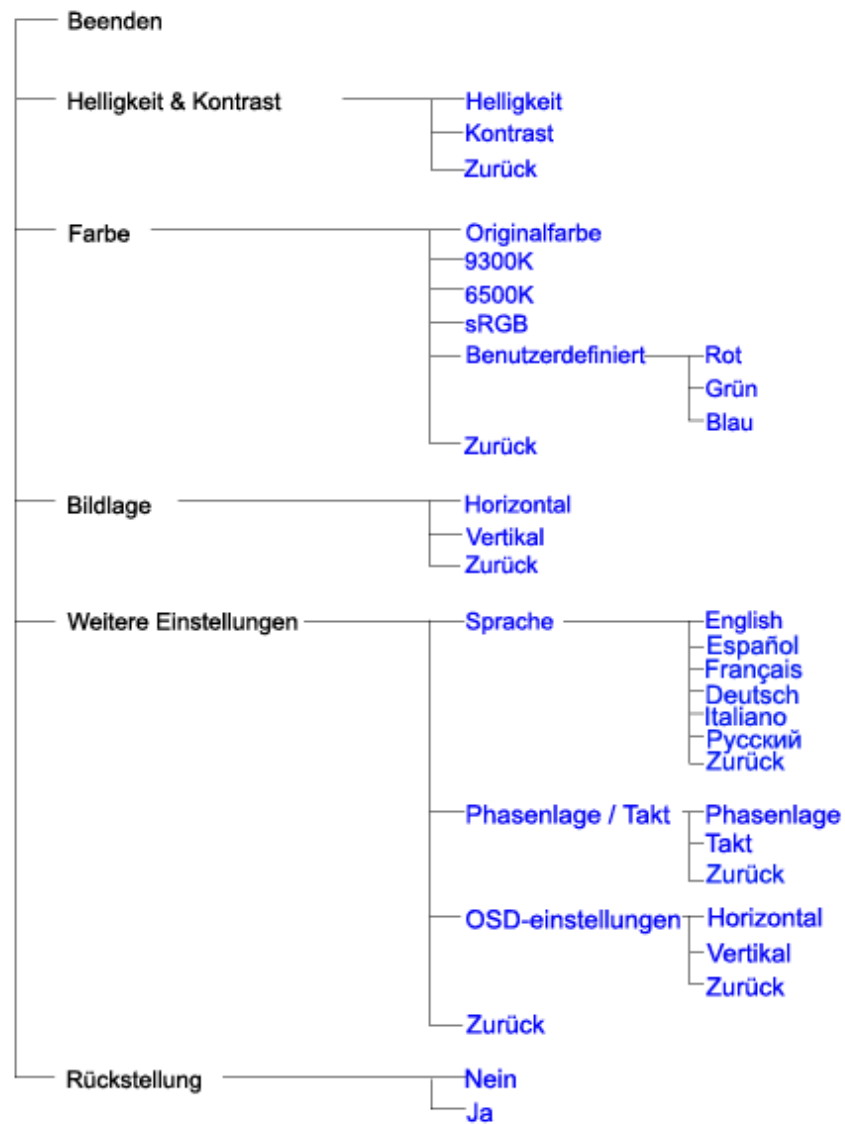 Beenden
Helligkeit & Kontrast
Helligkeit
Kontrast
Zurück
Farbe
Originalfarbe
9300K
6500K
sRGB
Benutzerdefiniert
Rot
Grün
Blau
Zurück
Bildlage
Horizontal
Vertikal
Zurück
Weitere Einstellungen
Sprache
English
Español
Français
Deutsch
Italiano
Русский
Zurück
Phasenlage / Takt
Phasenlage
Takt
Zurück
OSD-einstellungen
Horizontal
Vertikal
Zurück
Zurück
Rückstellung
Nein
Ja